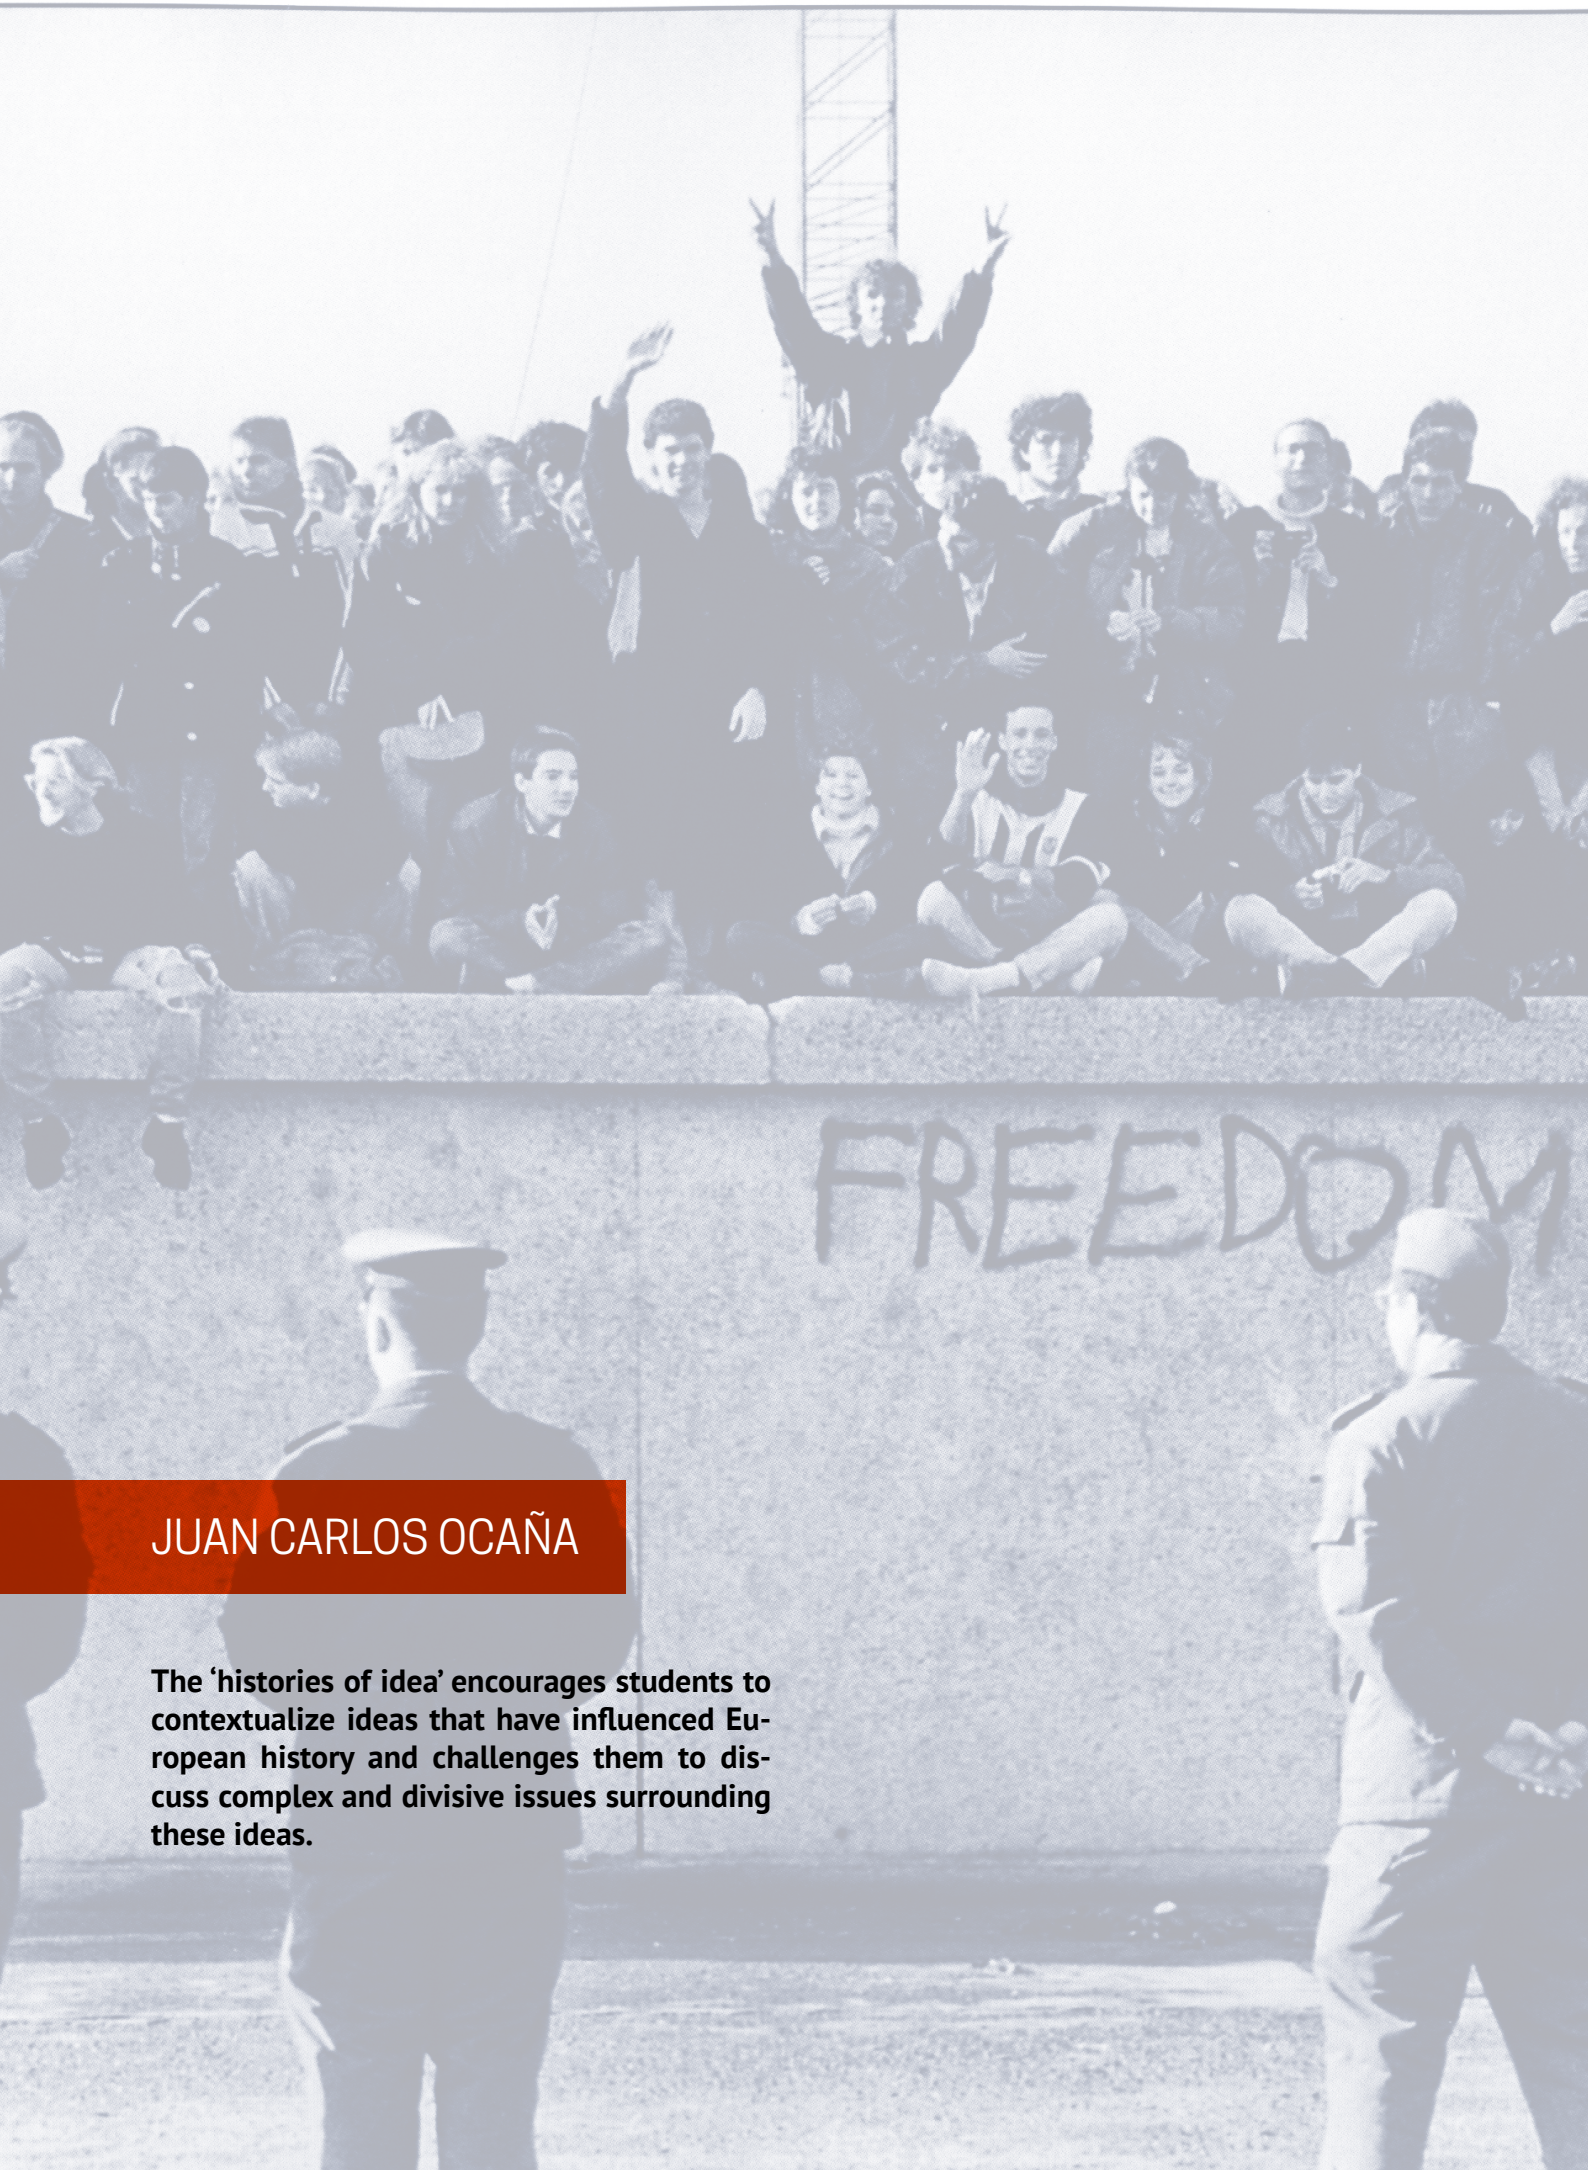 FREEDOM
JUAN CARLOS OCAÑA
The ‘histories of idea’ encourages students to
contextualize ideas that have influenced Eu-
ropean history and challenges them to dis-
cuss complex and divisive issues surrounding
these ideas.